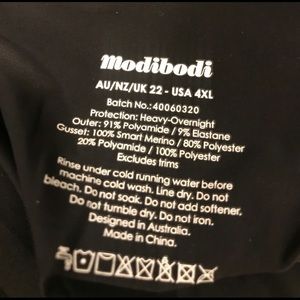 modibodi
AU/NZ/UK 22 - USA 4XL
Batch No.: 40060320
Protection: Heavy-Overnight
Outer: 91% Polyamide / 9% Elastane
Gusset: 100% Smart Merino / 80% Polyester
20% Polyamide / 100% Polyester
Excludes trims
Rinse under cold running water before
machine cold wash. Line dry. Do not
bleach. Do not soak. Do not add softener.
Do not tumble dry. Do not iron.
Designed in Australia.
Made in China.